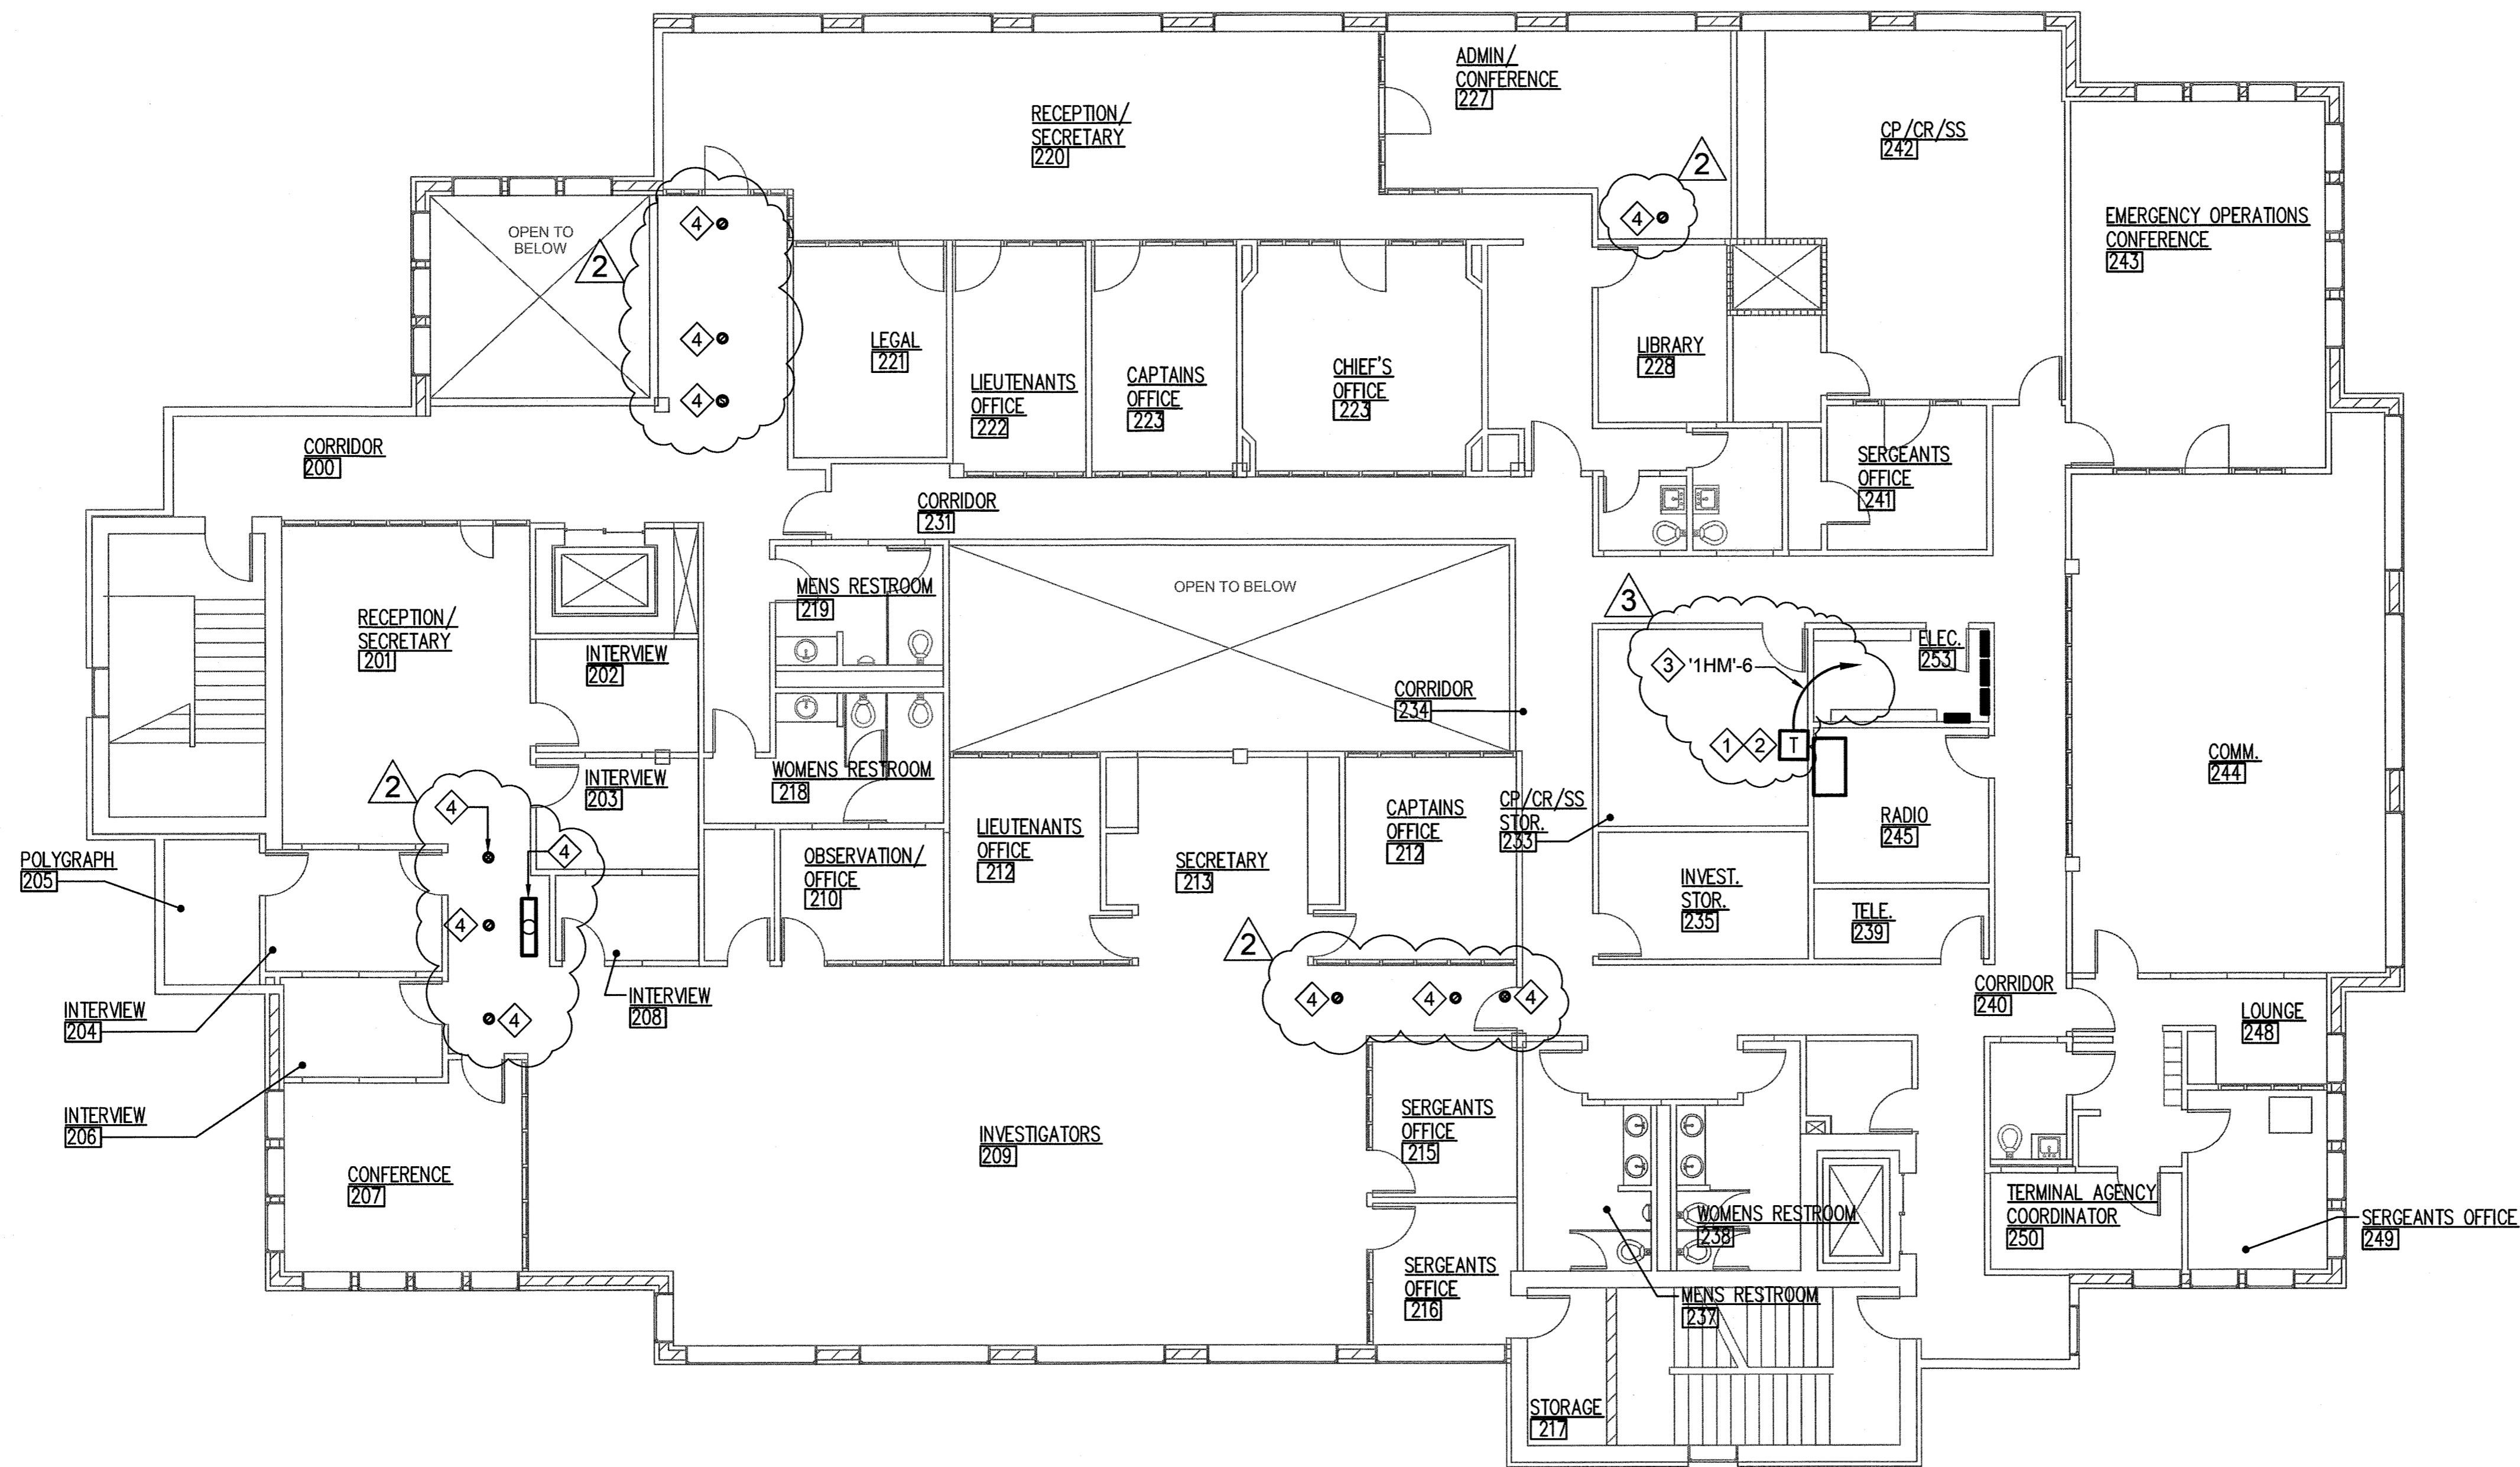 ADMIN/
CONFERENCE
227
RECEPTION/
SECRETARY
220
CP/CR/SS
242
2
4
EMERGENCY OPERATIONS
CONFERENCE
243
OPEN TO
BELOW
2
4
4
4
LEGAL
221
LIEUTENANTS
OFFICE
222
CAPTAINS
OFFICE
223
CHIEF'S
OFFICE
223
LIBRARY
228
CORRIDOR
200
SERGEANTS
OFFICE
241
CORRIDOR
231
MENS RESTROOM
219
OPEN TO BELOW
3
RECEPTION/
SECRETARY
201
INTERVIEW
202
ELEC.
253
3 '1HM'-6
CORRIDOR
234
1 2 T
COMM.
244
INTERVIEW
203
WOMENS RESTROOM
218
2
4
4
CP/CR/SS
STOR.
233
CAPTAINS
OFFICE
212
RADIO
245
LIEUTENANTS
OFFICE
212
POLYGRAPH
205
OBSERVATION/
OFFICE
210
SECRETARY
213
INVEST.
STOR.
235
TELE.
239
4
2
INTERVIEW
204
INTERVIEW
208
4
4
4
4
CORRIDOR
240
LOUNGE
248
INTERVIEW
206
SERGEANTS
OFFICE
215
INVESTIGATORS
209
CONFERENCE
207
TERMINAL AGENCY
COORDINATOR
250
WOMENS RESTROOM
238
SERGEANTS OFFICE
249
SERGEANTS
OFFICE
216
MENS RESTROOM
237
STORAGE
217